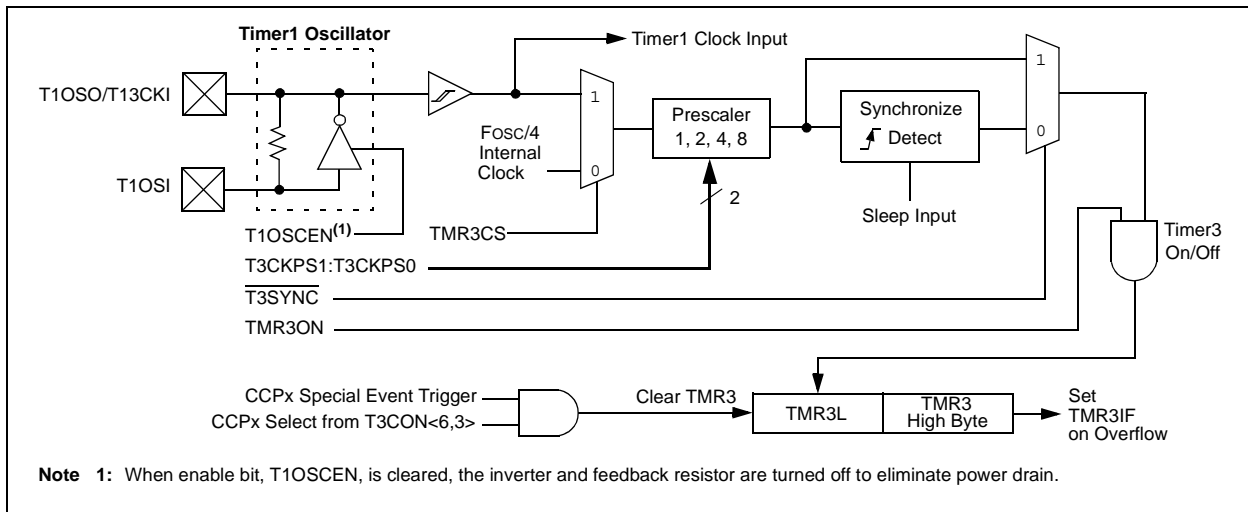 Timer1 Oscillator
Timer1 Clock Input
T1OSO/T13CKI
T1OSI
1
0
FOSC/4
Internal
Clock
Prescaler
1, 2, 4, 8
2
Synchronize
Detect
Sleep Input
1
0
T1OSCEN(1)
TMR3CS
T3CKPS1:T3CKPS0
T3SYNC
TMR3ON
Timer3
On/Off
CCPx Special Event Trigger
CCPx Select from T3CON<6,3>
Clear TMR3
TMR3L
TMR3
High Byte
Set
TMR3IF
on Overflow
Note 1: When enable bit, T1OSCEN, is cleared, the inverter and feedback resistor are turned off to eliminate power drain.